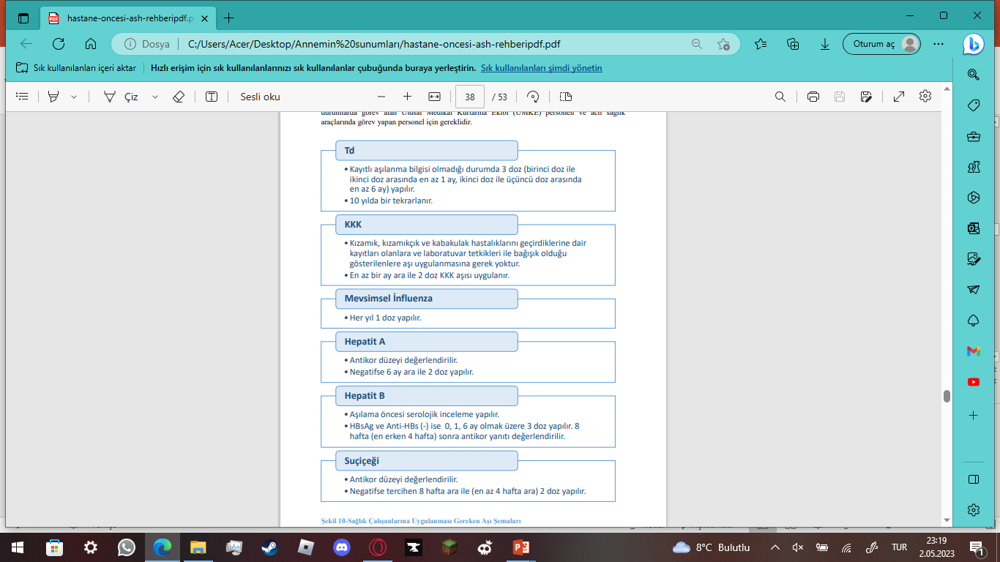 hastane-oncesi-ash-rehberipdf.p
Dosya
C:/Users/Acer/Desktop/Annemin%20sunumları/hastane-oncesi-ash-rehberipdf.pdf
Oturum aç
Sık kullanılanları içeri aktar
Hızlı erişim için sık kullanılanlarınızı sık kullanılanlar çubuğunda buraya yerleştirin. Sık kullanılanları şimdi yönetin
Çiz
Sesli oku
38 / 53
durumlarda görev alan Ulusal Medikal Kurtarma Ekibi (UMKE) personeli ve acil sağlık
araçlarında görev yapan personel için gereklidir.
Td
• Kayıtlı aşılanma bilgisi olmadığı durumda 3 doz (birinci doz ile
ikinci doz arasında en az 1 ay, ikinci doz ile üçüncü doz arasında
en az 6 ay) yapılır.
• 10 yılda bir tekrarlanır.
KKK
• Kızamık, kızamıkçık ve kabakulak hastalıklarını geçirdiklerine dair
kayıtları olanlara ve laboratuvar tetkikleri ile bağışık olduğu
gösterilenlere aşı uygulanmasına gerek yoktur.
• En az bir ay ara ile 2 doz KKK aşısı uygulanır.
Mevsimsel İnfluenza
• Her yıl 1 doz yapılır.
Hepatit A
• Antikor düzeyi değerlendirilir.
• Negatifse 6 ay ara ile 2 doz yapılır.
Hepatit B
• Aşılama öncesi serolojik inceleme yapılır.
• HBsAg ve Anti-HBs (-) ise 0, 1, 6 ay olmak üzere 3 doz yapılır. 8
hafta (en erken 4 hafta) sonra antikor yanıtı değerlendirilir.
Suçiçeği
• Antikor düzeyi değerlendirilir.
• Negatifse tercihen 8 hafta ara ile (en az 4 hafta ara) 2 doz yapılır.
Şekil 10-Sağlık Çalışanlarına Uygulanması Gereken Aşı Şemaları
8°C Bulutlu
TUR
23:19
2.05.2023
1